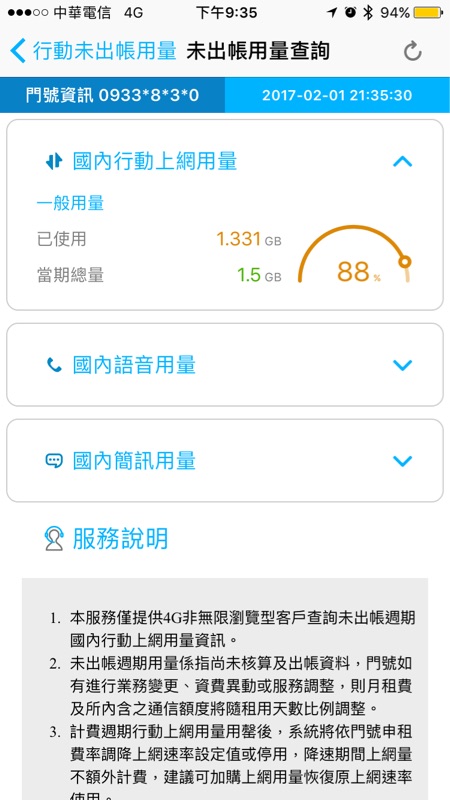 中華電信 4G 下午9:35 94%
行動未出帳用量 未出帳用量查詢
門號資訊 0933*8*3*0 2017-02-01 21:35:30
國內行動上網用量
一般用量
已使用 1.331 GB
當期總量 1.5 GB
88 %
國內語音用量
國內簡訊用量
服務說明
1. 本服務僅提供4G非無限瀏覽型客戶查詢未出帳週期
國內行動上網用量資訊。
2. 未出帳週期用量係指尚未核算及出帳資料，門號如
有進行業務變更、資費異動或服務調整，則月租費
及所內含之通信額度將隨租用天數比例調整。
3. 計費週期行動上網用量用罄後，系統將依門號申租
費率調降上網速率設定值或停用，降速期間上網量
不額外計費，建議可加購上網用量恢復原上網速率
使用。